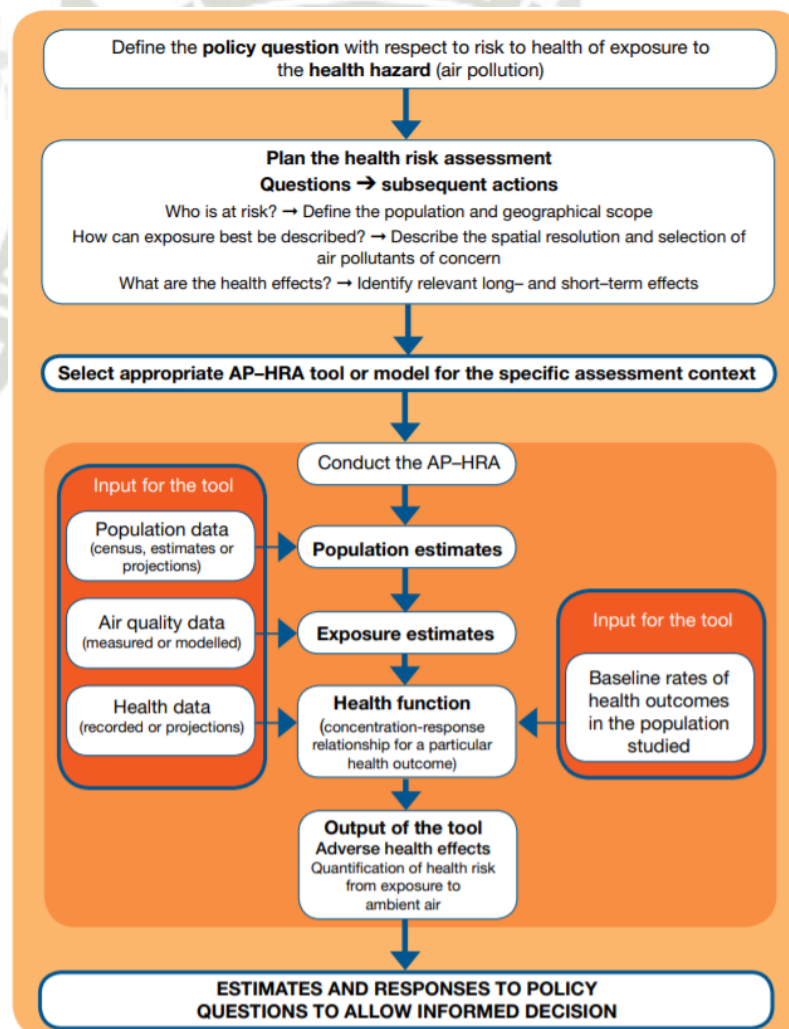 Define the policy question with respect to risk to health of exposure to
the health hazard (air pollution)
Plan the health risk assessment
Questions ➔ subsequent actions
Who is at risk? → Define the population and geographical scope
How can exposure best be described? → Describe the spatial resolution and selection of
air pollutants of concern
What are the health effects? → Identify relevant long– and short–term effects
Select appropriate AP–HRA tool or model for the specific assessment context
Conduct the AP–HRA
Input for the tool
Population data
(census, estimates or
projections)
Population estimates
Air quality data
(measured or modelled)
Exposure estimates
Health data
(recorded or projections)
Health function
(concentration-response
relationship for a particular
health outcome)
Input for the tool
Baseline rates of
health outcomes
in the population
studied
Output of the tool
Adverse health effects
Quantification of health risk
from exposure to
ambient air
ESTIMATES AND RESPONSES TO POLICY
QUESTIONS TO ALLOW INFORMED DECISION